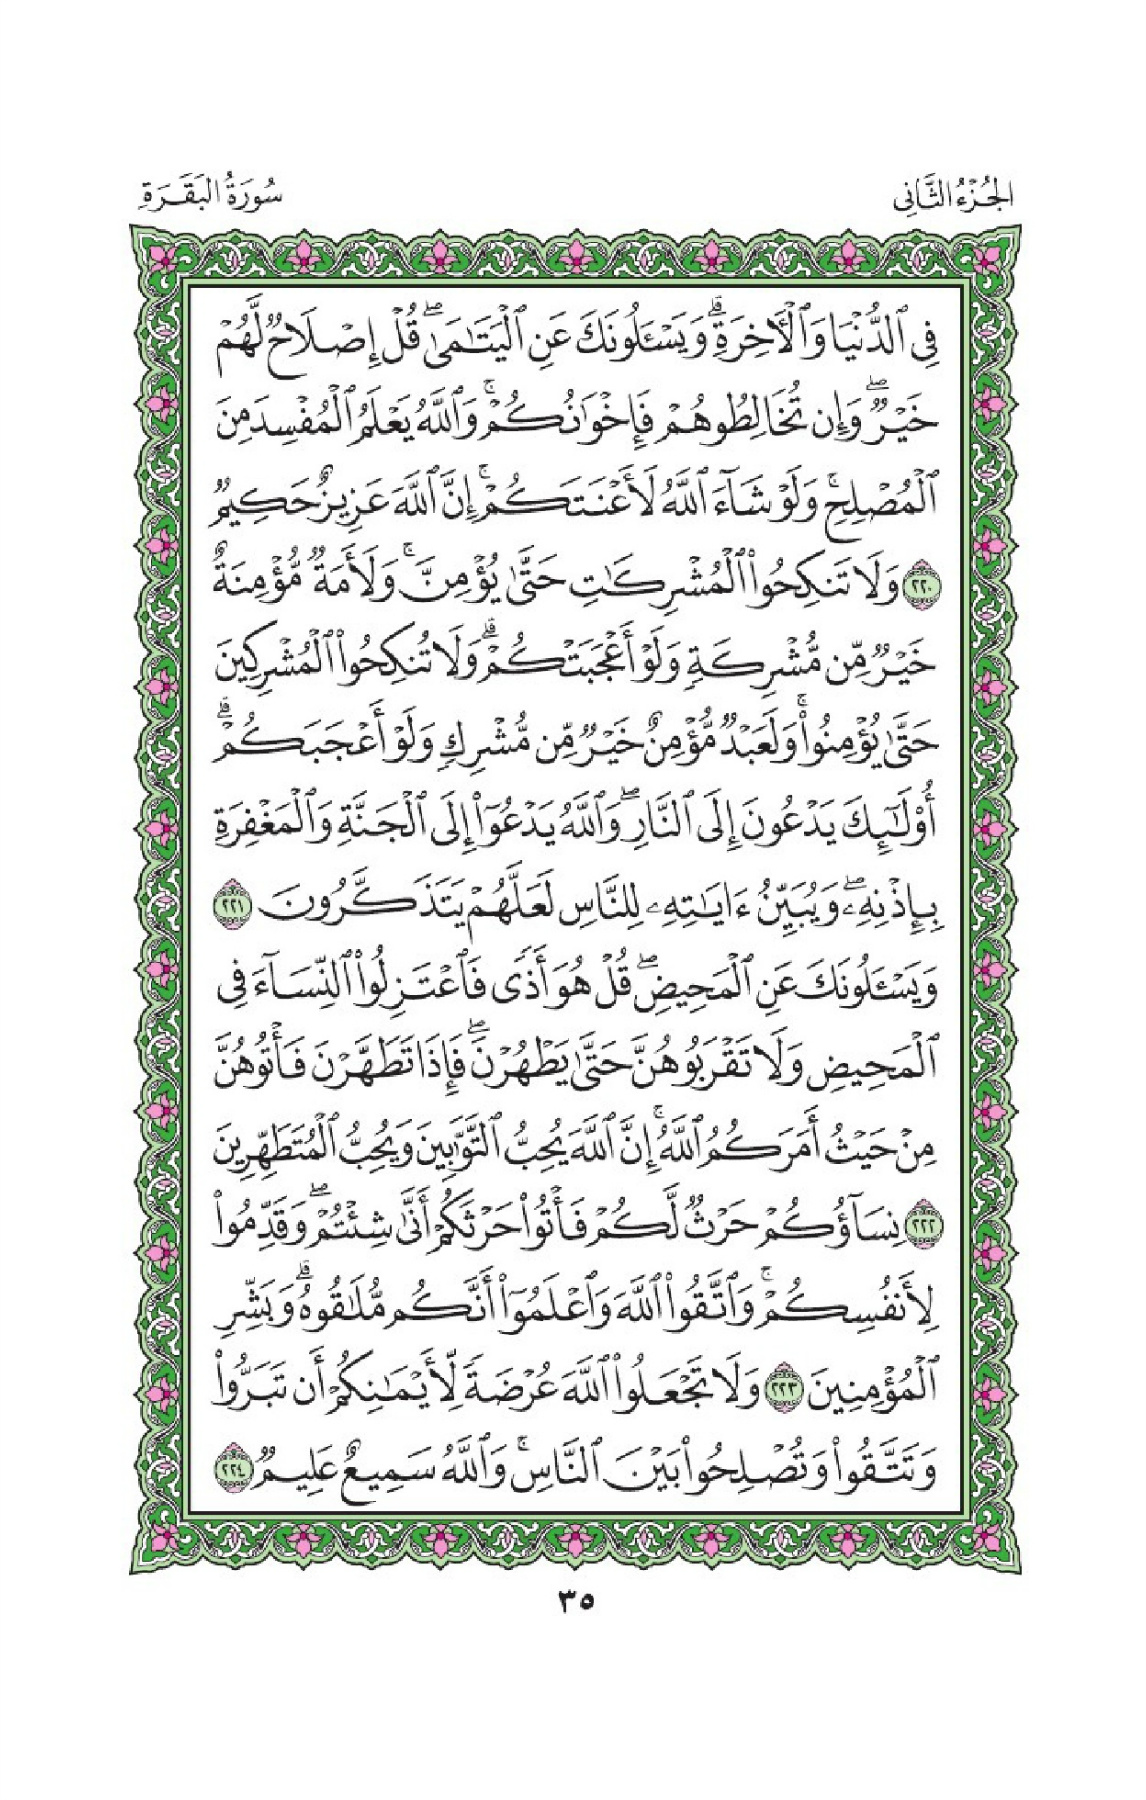 الجُزْءُ الثَّانِي
سُورَةُ البَقَرَةِ
فِي ٱلدُّنۡيَا وَٱلۡأٓخِرَةِۗ وَيَسۡـَٔلُونَكَ عَنِ ٱلۡيَتَٰمَىٰۖ قُلۡ إِصۡلَاحٞ لَّهُمۡ
خَيۡرٞۖ وَإِن تُخَالِطُوهُمۡ فَإِخۡوَٰنُكُمۡۚ وَٱللَّهُ يَعۡلَمُ ٱلۡمُفۡسِدَ مِنَ
ٱلۡمُصۡلِحِۚ وَلَوۡ شَآءَ ٱللَّهُ لَأَعۡنَتَكُمۡۚ إِنَّ ٱللَّهَ عَزِيزٌ حَكِيمٞ
٢٢٠ وَلَا تَنكِحُواْ ٱلۡمُشۡرِكَٰتِ حَتَّىٰ يُؤۡمِنَّۚ وَلَأَمَةٞ مُّؤۡمِنَةٌ
خَيۡرٞ مِّن مُّشۡرِكَةٖ وَلَوۡ أَعۡجَبَتۡكُمۡۗ وَلَا تُنكِحُواْ ٱلۡمُشۡرِكِينَ
حَتَّىٰ يُؤۡمِنُواْۚ وَلَعَبۡدٞ مُّؤۡمِنٌ خَيۡرٞ مِّن مُّشۡرِكٖ وَلَوۡ أَعۡجَبَكُمۡۗ
أُوْلَٰٓئِكَ يَدۡعُونَ إِلَى ٱلنَّارِۖ وَٱللَّهُ يَدۡعُوٓاْ إِلَى ٱلۡجَنَّةِ وَٱلۡمَغۡفِرَةِ
بِإِذۡنِهِۦۖ وَيُبَيِّنُ ءَايَٰتِهِۦ لِلنَّاسِ لَعَلَّهُمۡ يَتَذَكَّرُونَ ٢٢١
وَيَسۡـَٔلُونَكَ عَنِ ٱلۡمَحِيضِۖ قُلۡ هُوَ أَذٗى فَٱعۡتَزِلُواْ ٱلنِّسَآءَ فِي
ٱلۡمَحِيضِ وَلَا تَقۡرَبُوهُنَّ حَتَّىٰ يَطۡهُرۡنَۖ فَإِذَا تَطَهَّرۡنَ فَأۡتُوهُنَّ
مِنۡ حَيۡثُ أَمَرَكُمُ ٱللَّهُۚ إِنَّ ٱللَّهَ يُحِبُّ ٱلتَّوَّٰبِينَ وَيُحِبُّ ٱلۡمُتَطَهِّرِينَ
٢٢٢ نِسَآؤُكُمۡ حَرۡثٞ لَّكُمۡ فَأۡتُواْ حَرۡثَكُمۡ أَنَّىٰ شِئۡتُمۡۖ وَقَدِّمُواْ
لِأَنفُسِكُمۡۚ وَٱتَّقُواْ ٱللَّهَ وَٱعۡلَمُوٓاْ أَنَّكُم مُّلَٰقُوهُۗ وَبَشِّرِ
ٱلۡمُؤۡمِنِينَ ٢٢٣ وَلَا تَجۡعَلُواْ ٱللَّهَ عُرۡضَةٗ لِّأَيۡمَٰنِكُمۡ أَن تَبَرُّواْ
وَتَتَّقُواْ وَتُصۡلِحُواْ بَيۡنَ ٱلنَّاسِۚ وَٱللَّهُ سَمِيعٌ عَلِيمٞ ٢٢٤
٣٥